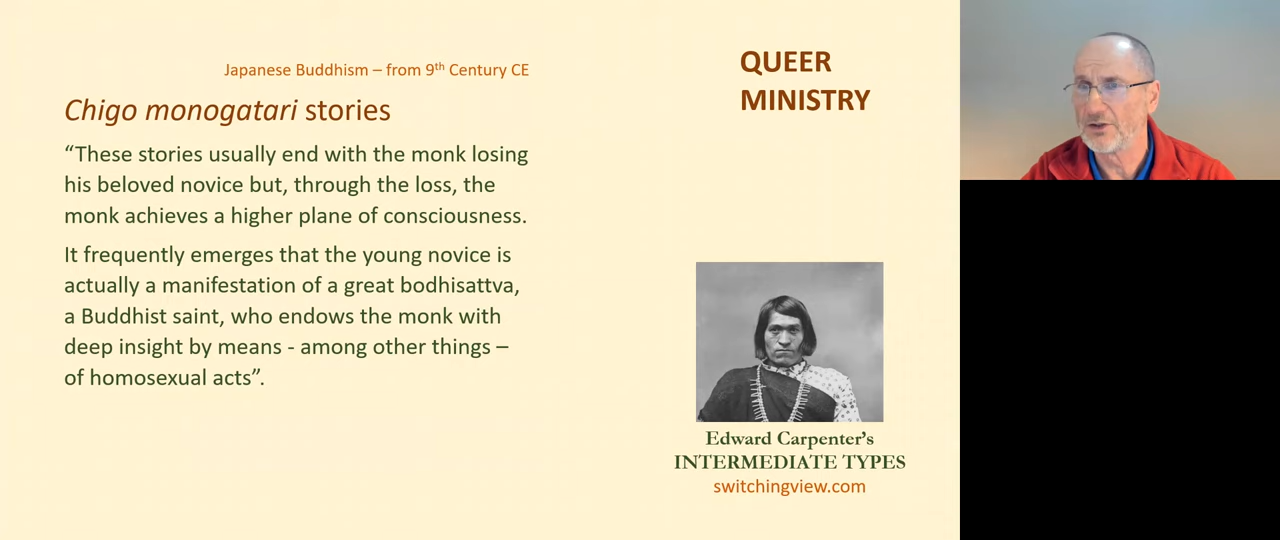 Japanese Buddhism – from 9th Century CE
Chigo monogatari stories
“These stories usually end with the monk losing
his beloved novice but, through the loss, the
monk achieves a higher plane of consciousness.
It frequently emerges that the young novice is
actually a manifestation of a great bodhisattva,
a Buddhist saint, who endows the monk with
deep insight by means - among other things –
of homosexual acts”.
QUEER
MINISTRY
Edward Carpenter’s
INTERMEDIATE TYPES
switchingview.com